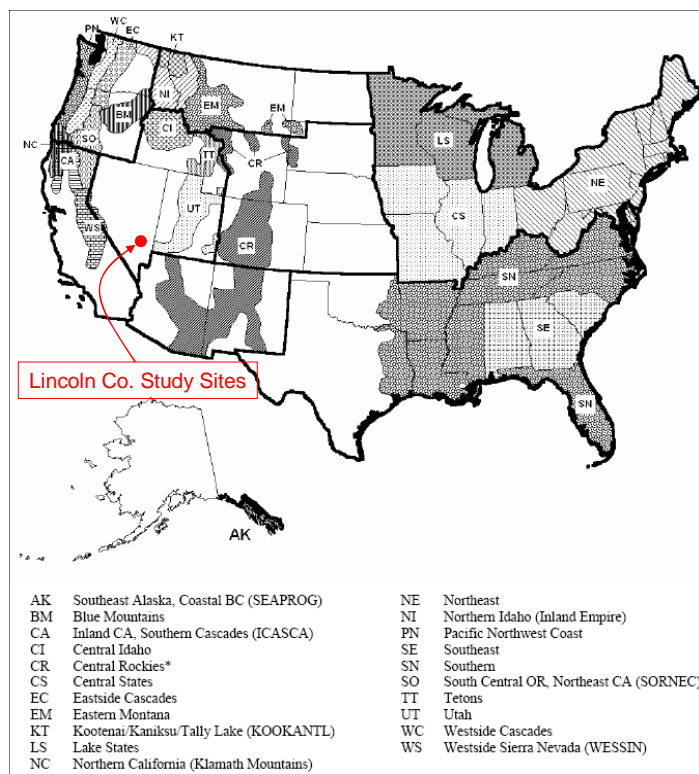 WC
PN
EC
KT
NI
EM
EM
BM
CI
SO
TT
CR
NC
CA
LS
NE
UT
CS
WS
CR
SN
SE
Lincoln Co. Study Sites
SN
AK
AK Southeast Alaska, Coastal BC (SEAPROG)
BM Blue Mountains
CA Inland CA, Southern Cascades (ICASCA)
CI Central Idaho
CR Central Rockies*
CS Central States
EC Eastside Cascades
EM Eastern Montana
KT Kootenai/Kaniksu/Tally Lake (KOOKANTL)
LS Lake States
NC Northern California (Klamath Mountains)
NE Northeast
NI Northern Idaho (Inland Empire)
PN Pacific Northwest Coast
SE Southeast
SN Southern
SO South Central OR, Northeast CA (SORNEC)
TT Tetons
UT Utah
WC Westside Cascades
WS Westside Sierra Nevada (WESSIN)